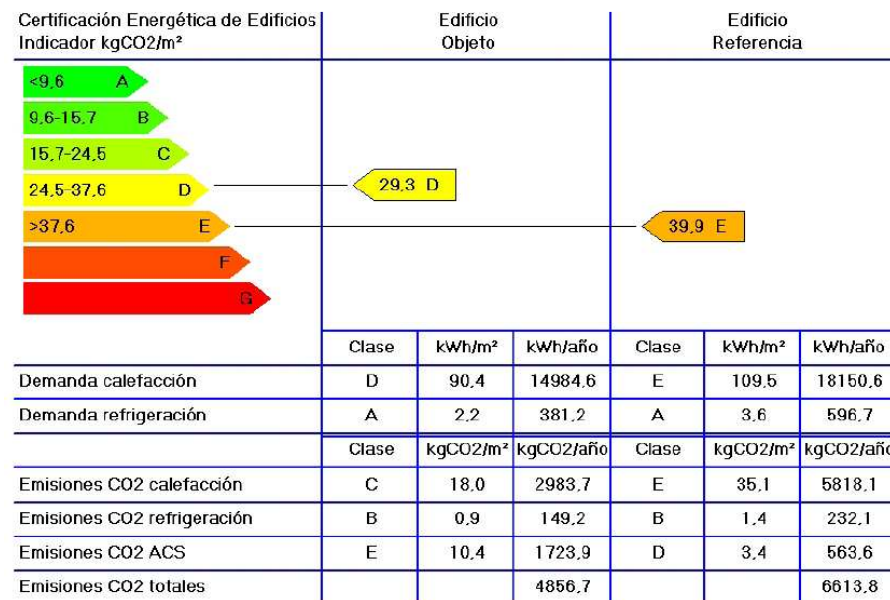 Certificación Energética de Edificios
Indicador kgCO2/m²
Edificio
Objeto
Edificio
Referencia
<9,6 A
9,6-15,7 B
15,7-24,5 C
24,5-37,6 D
29,3 D
>37,6 E
39,9 E
F
G
Clase kWh/m² kWh/año Clase kWh/m² kWh/año
Demanda calefacción D 90,4 14984,6 E 109,5 18150,6
Demanda refrigeración A 2,2 381,2 A 3,6 596,7
Clase kgCO2/m² kgCO2/año Clase kgCO2/m² kgCO2/año
Emisiones CO2 calefacción C 18,0 2983,7 E 35,1 5818,1
Emisiones CO2 refrigeración B 0,9 149,2 B 1,4 232,1
Emisiones CO2 ACS E 10,4 1723,9 D 3,4 563,6
Emisiones CO2 totales 4856,7 6613,8